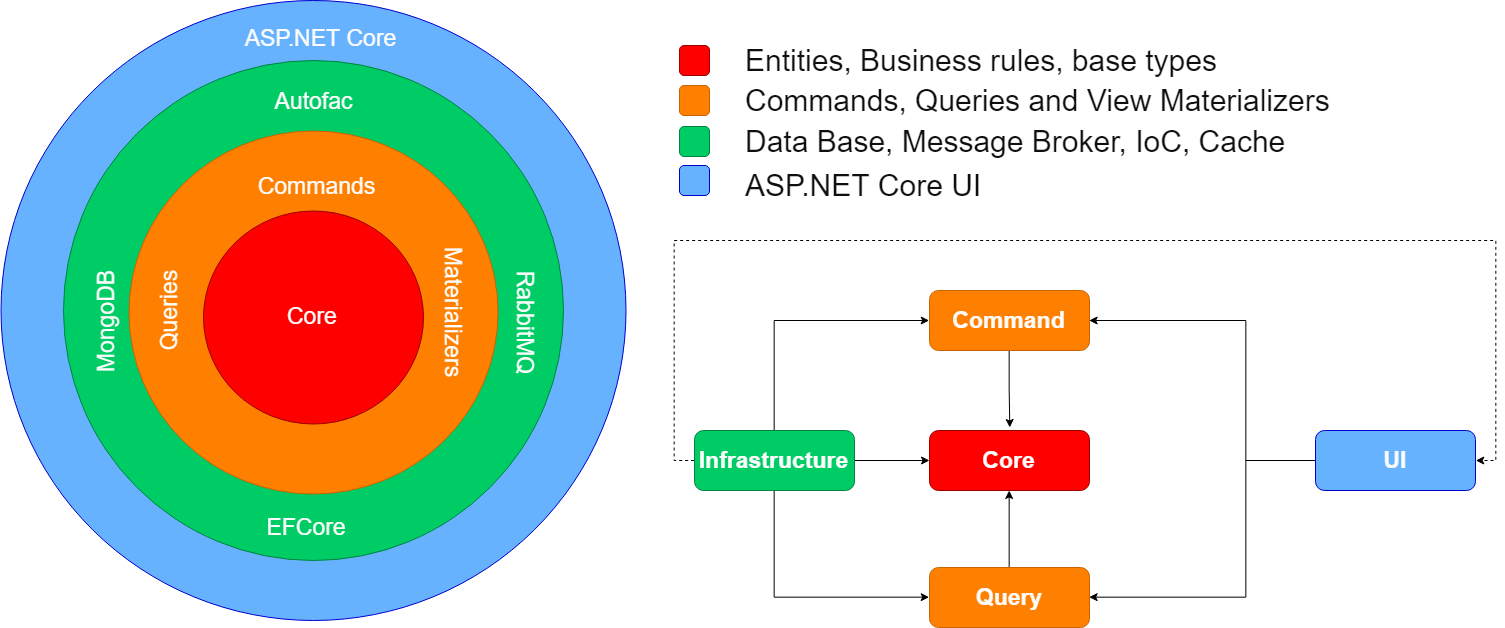 ASP.NET Core
Autofac
Commands
MongoDB
Queries
Core
Materializers
RabbitMQ
EFCore
Entities, Business rules, base types
Commands, Queries and View Materializers
Data Base, Message Broker, IoC, Cache
ASP.NET Core UI
Command
Infrastructure
Core
UI
Query